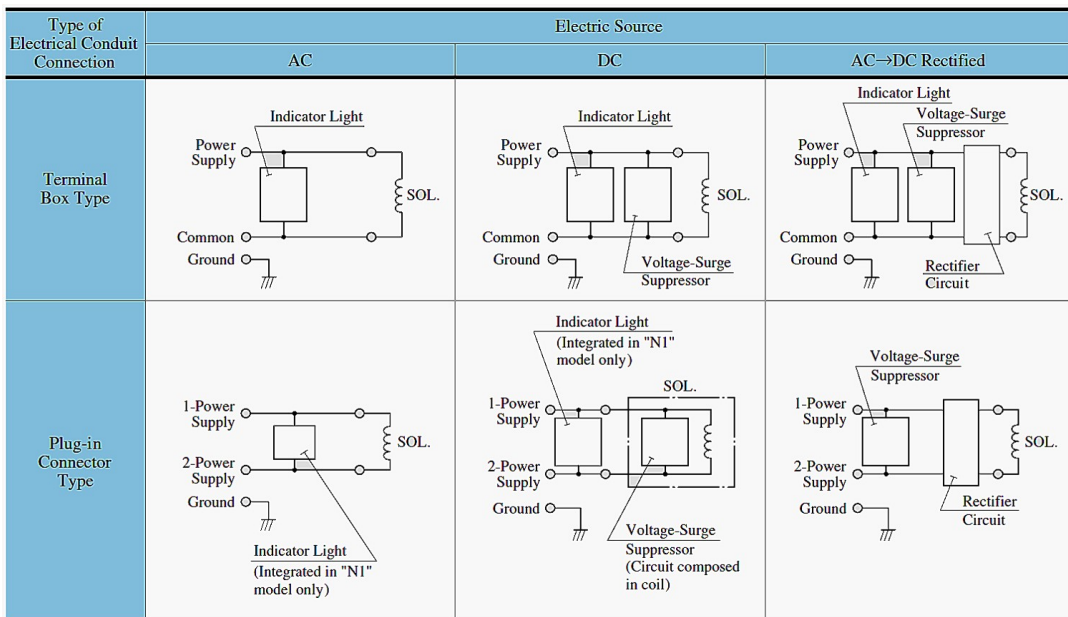 Type of
Electrical Conduit
Connection
Electric Source
AC
DC
AC→DC Rectified
Terminal
Box Type
Indicator Light
Power
Supply
SOL.
Common
Ground
Indicator Light
Power
Supply
SOL.
Common
Ground
Voltage-Surge
Suppressor
Indicator Light
Voltage-Surge
Suppressor
Power
Supply
SOL.
Common
Ground
Rectifier
Circuit
Plug-in
Connector
Type
1-Power
Supply
SOL.
2-Power
Supply
Ground
Indicator Light
(Integrated in "N1"
model only)
Indicator Light
(Integrated in "N1"
model only)
SOL.
1-Power
Supply
2-Power
Supply
Ground
Voltage-Surge
Suppressor
(Circuit composed
in coil)
Voltage-Surge
Suppressor
1-Power
Supply
SOL.
2-Power
Supply
Ground
Rectifier
Circuit